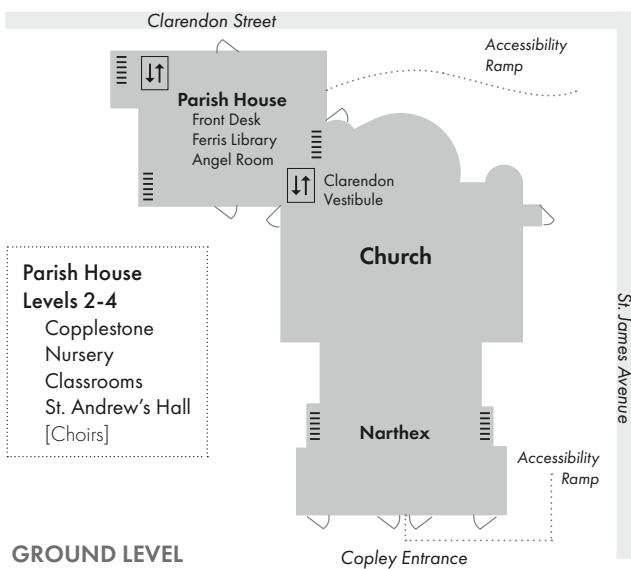 Clarendon Street
Accessibility
Ramp
Parish House
Front Desk
Ferris Library
Angel Room
Clarendon
Vestibule
Church
Parish House
Levels 2-4
Copplestone
Nursery
Classrooms
St. Andrew's Hall
[Choirs]
St. James Avenue
Narthex
Accessibility
Ramp
GROUND LEVEL
Copley Entrance